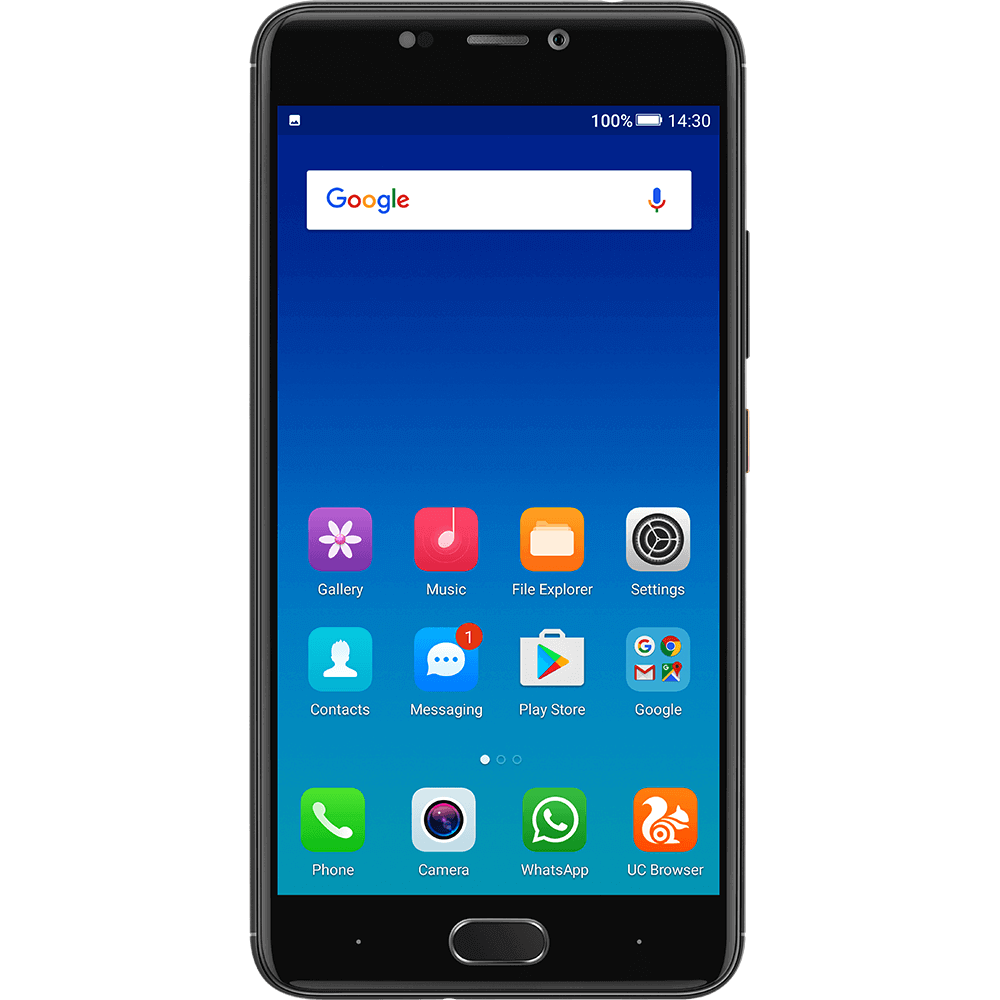 100% 14:30
Google
Gallery Music File Explorer Settings
1
Contacts Messaging Play Store Google
Phone Camera WhatsApp UC Browser